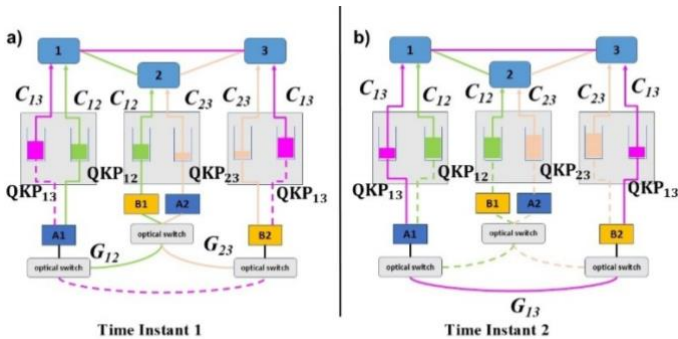 a)
1
3
2
C13
C12
C12
C23
C23
C13
QKP13
QKP12
QKP23
QKP13
B1
A2
A1
B2
optical switch
optical switch
optical switch
G12
G23
Time Instant 1
b)
1
3
2
C13
C12
C12
C23
C23
C13
QKP13
QKP12
QKP23
QKP13
B1
A2
A1
B2
optical switch
optical switch
optical switch
G13
Time Instant 2